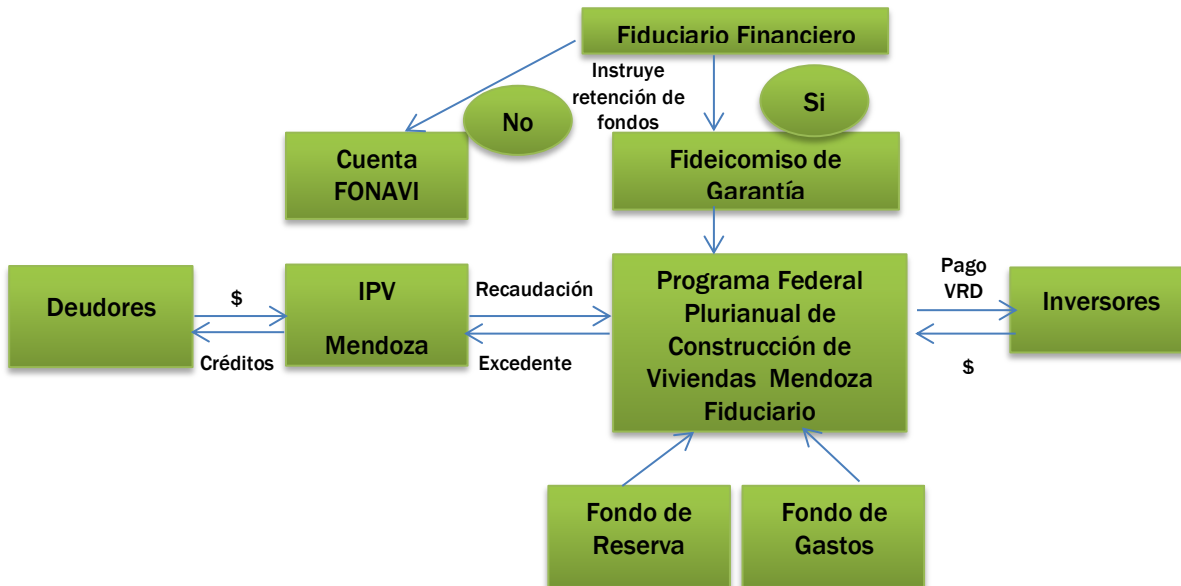 Fiduciario Financiero
Instruye
retención de
fondos
No
Si
Cuenta
FONAVI
Fideicomiso de
Garantía
Deudores
$
Créditos
IPV
Mendoza
Recaudación
Excedente
Programa Federal
Plurianual de
Construcción de
Viviendas Mendoza
Fiduciario
Pago
VRD
$
Inversores
Fondo de
Reserva
Fondo de
Gastos